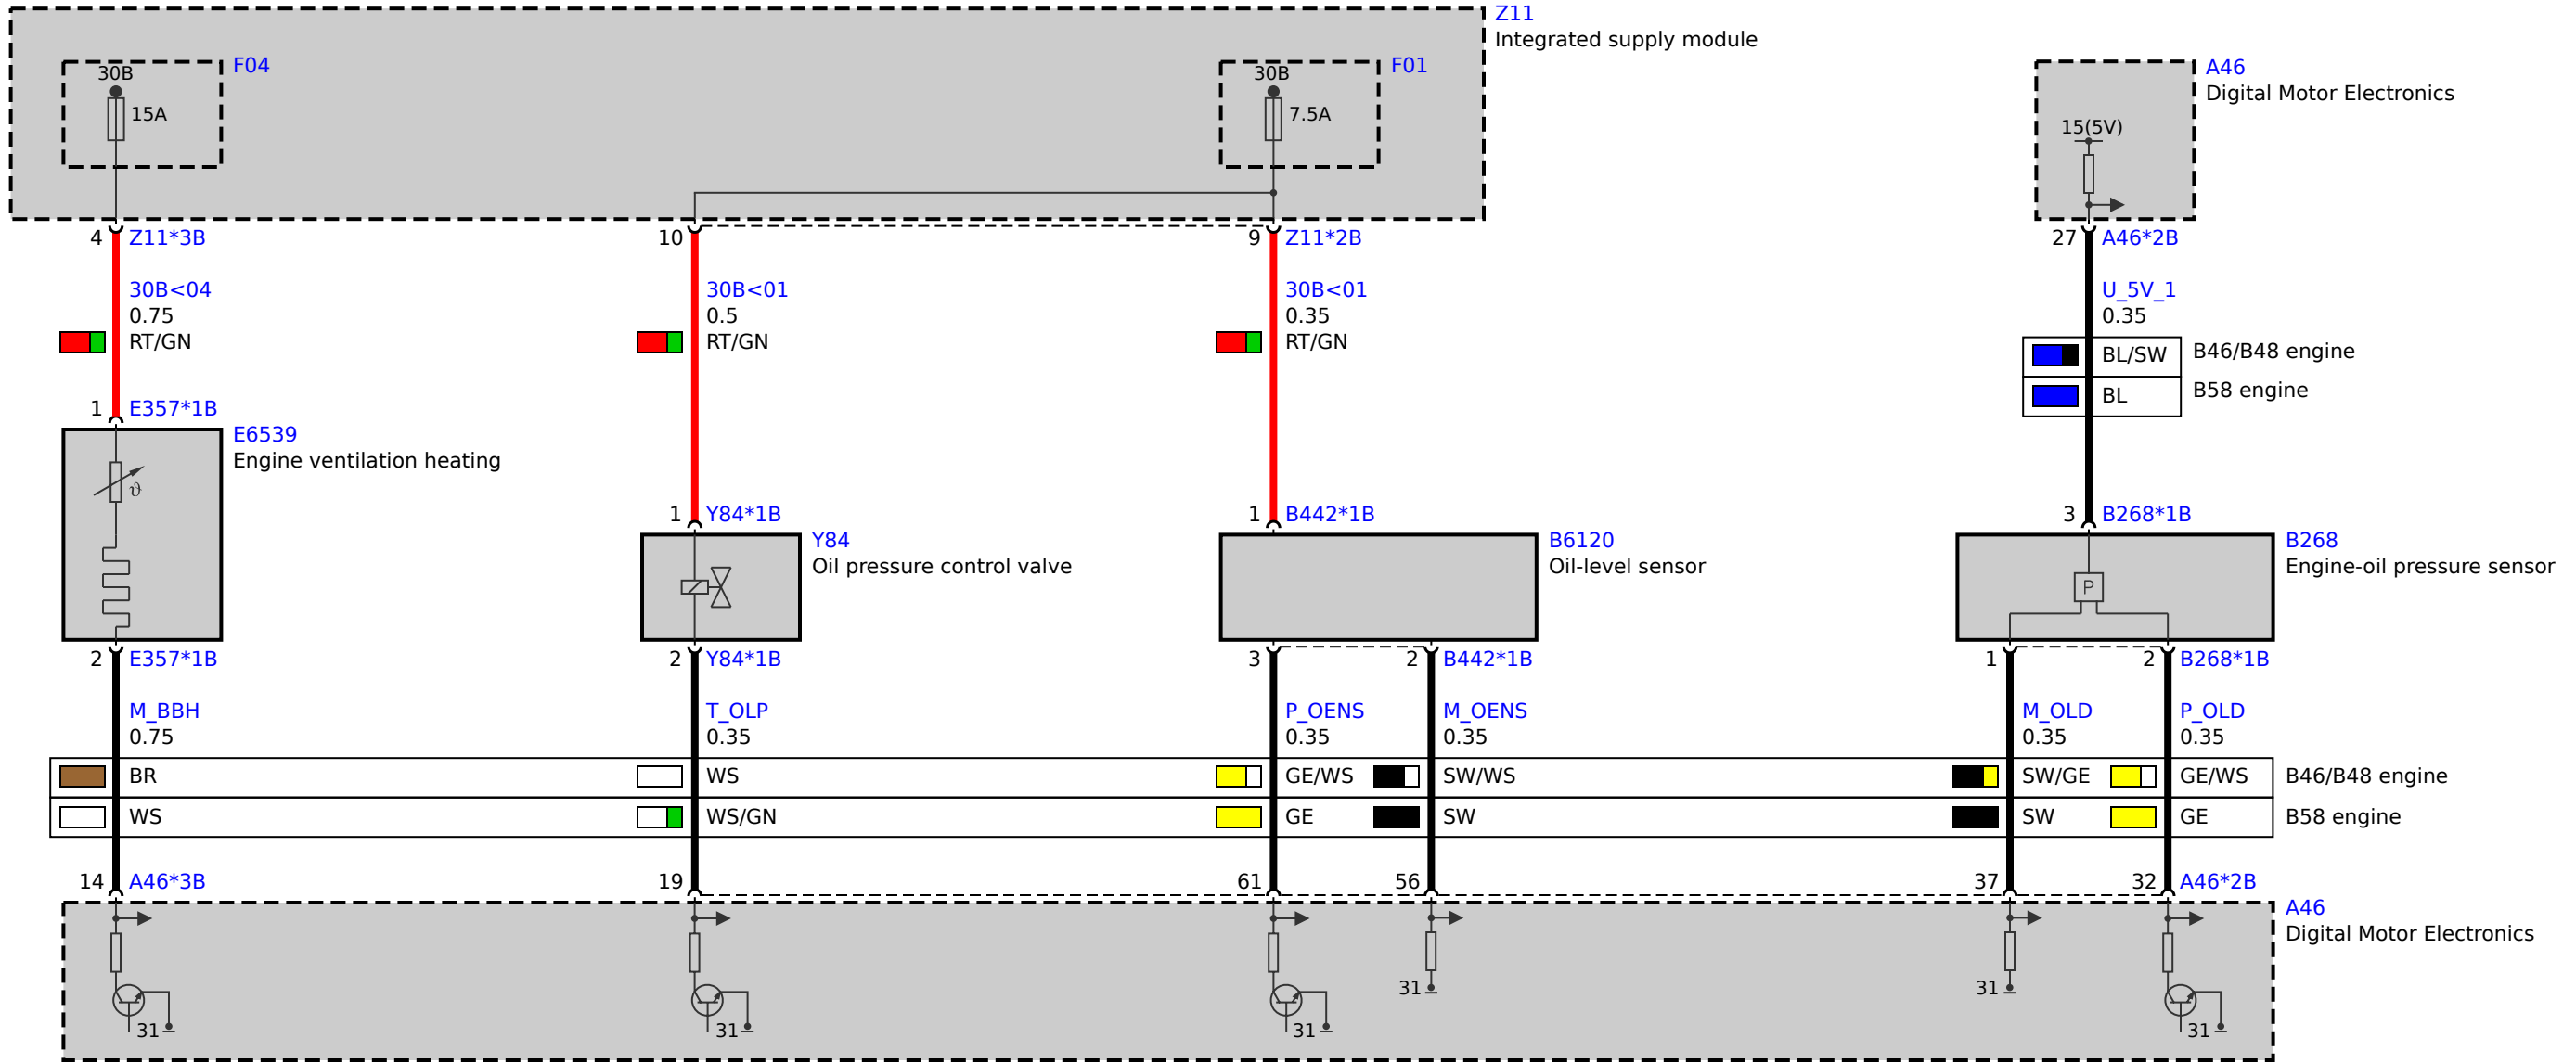 Z11
Integrated supply module
30B
F04
15A
30B
F01
7.5A
A46
Digital Motor Electronics
15(5V)
4 Z11*3B
10
9 Z11*2B
27 A46*2B
30B<04
0.75
RT/GN
30B<01
0.5
RT/GN
30B<01
0.35
RT/GN
U_5V_1
0.35
BL/SW B46/B48 engine
BL B58 engine
1 E357*1B
E6539
Engine ventilation heating
ϑ
1 Y84*1B
Y84
Oil pressure control valve
1 B442*1B
B6120
Oil-level sensor
3 B268*1B
B268
Engine-oil pressure sensor
P
2 E357*1B
2 Y84*1B
3
2 B442*1B
1
2 B268*1B
M_BBH
0.75
T_OLP
0.35
P_OENS
0.35
M_OENS
0.35
M_OLD
0.35
P_OLD
0.35
BR WS GE/WS SW/WS SW/GE GE/WS B46/B48 engine
WS WS/GN GE SW SW GE B58 engine
14 A46*3B
19
61
56
37
32 A46*2B
A46
Digital Motor Electronics
31
31
31
31
31
31